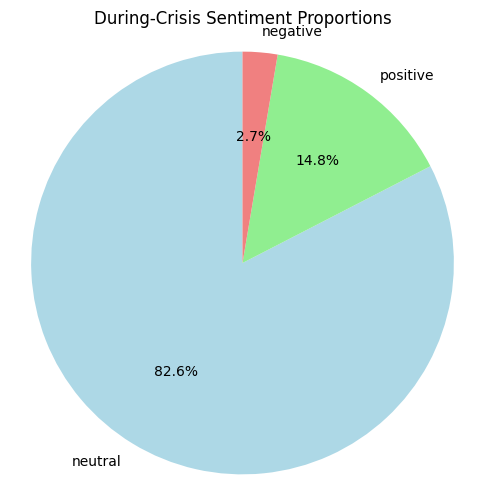 During-Crisis Sentiment Proportions
negative
positive
2.7%
14.8%
82.6%
neutral